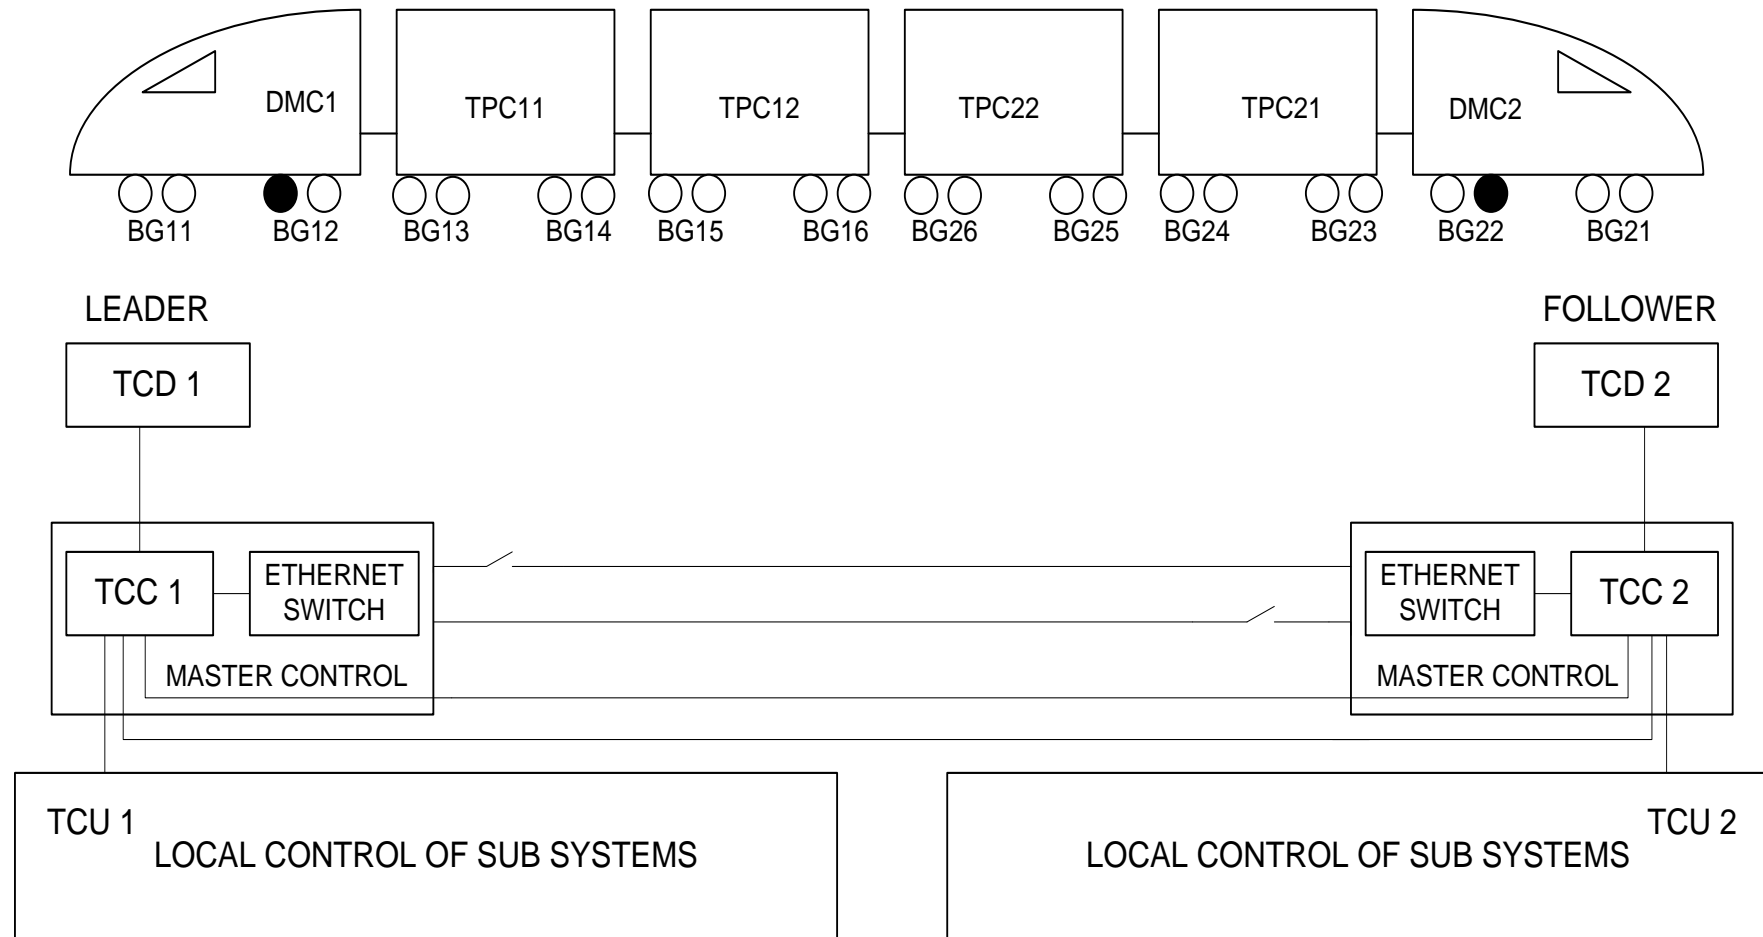 DMC1
TPC11
TPC12
TPC22
TPC21
DMC2
BG11
BG12
BG13
BG14
BG15
BG16
BG26
BG25
BG24
BG23
BG22
BG21
LEADER
FOLLOWER
TCD 1
TCD 2
TCC 1
ETHERNET
SWITCH
ETHERNET
SWITCH
TCC 2
MASTER CONTROL
MASTER CONTROL
TCU 1
LOCAL CONTROL OF SUB SYSTEMS
TCU 2
LOCAL CONTROL OF SUB SYSTEMS